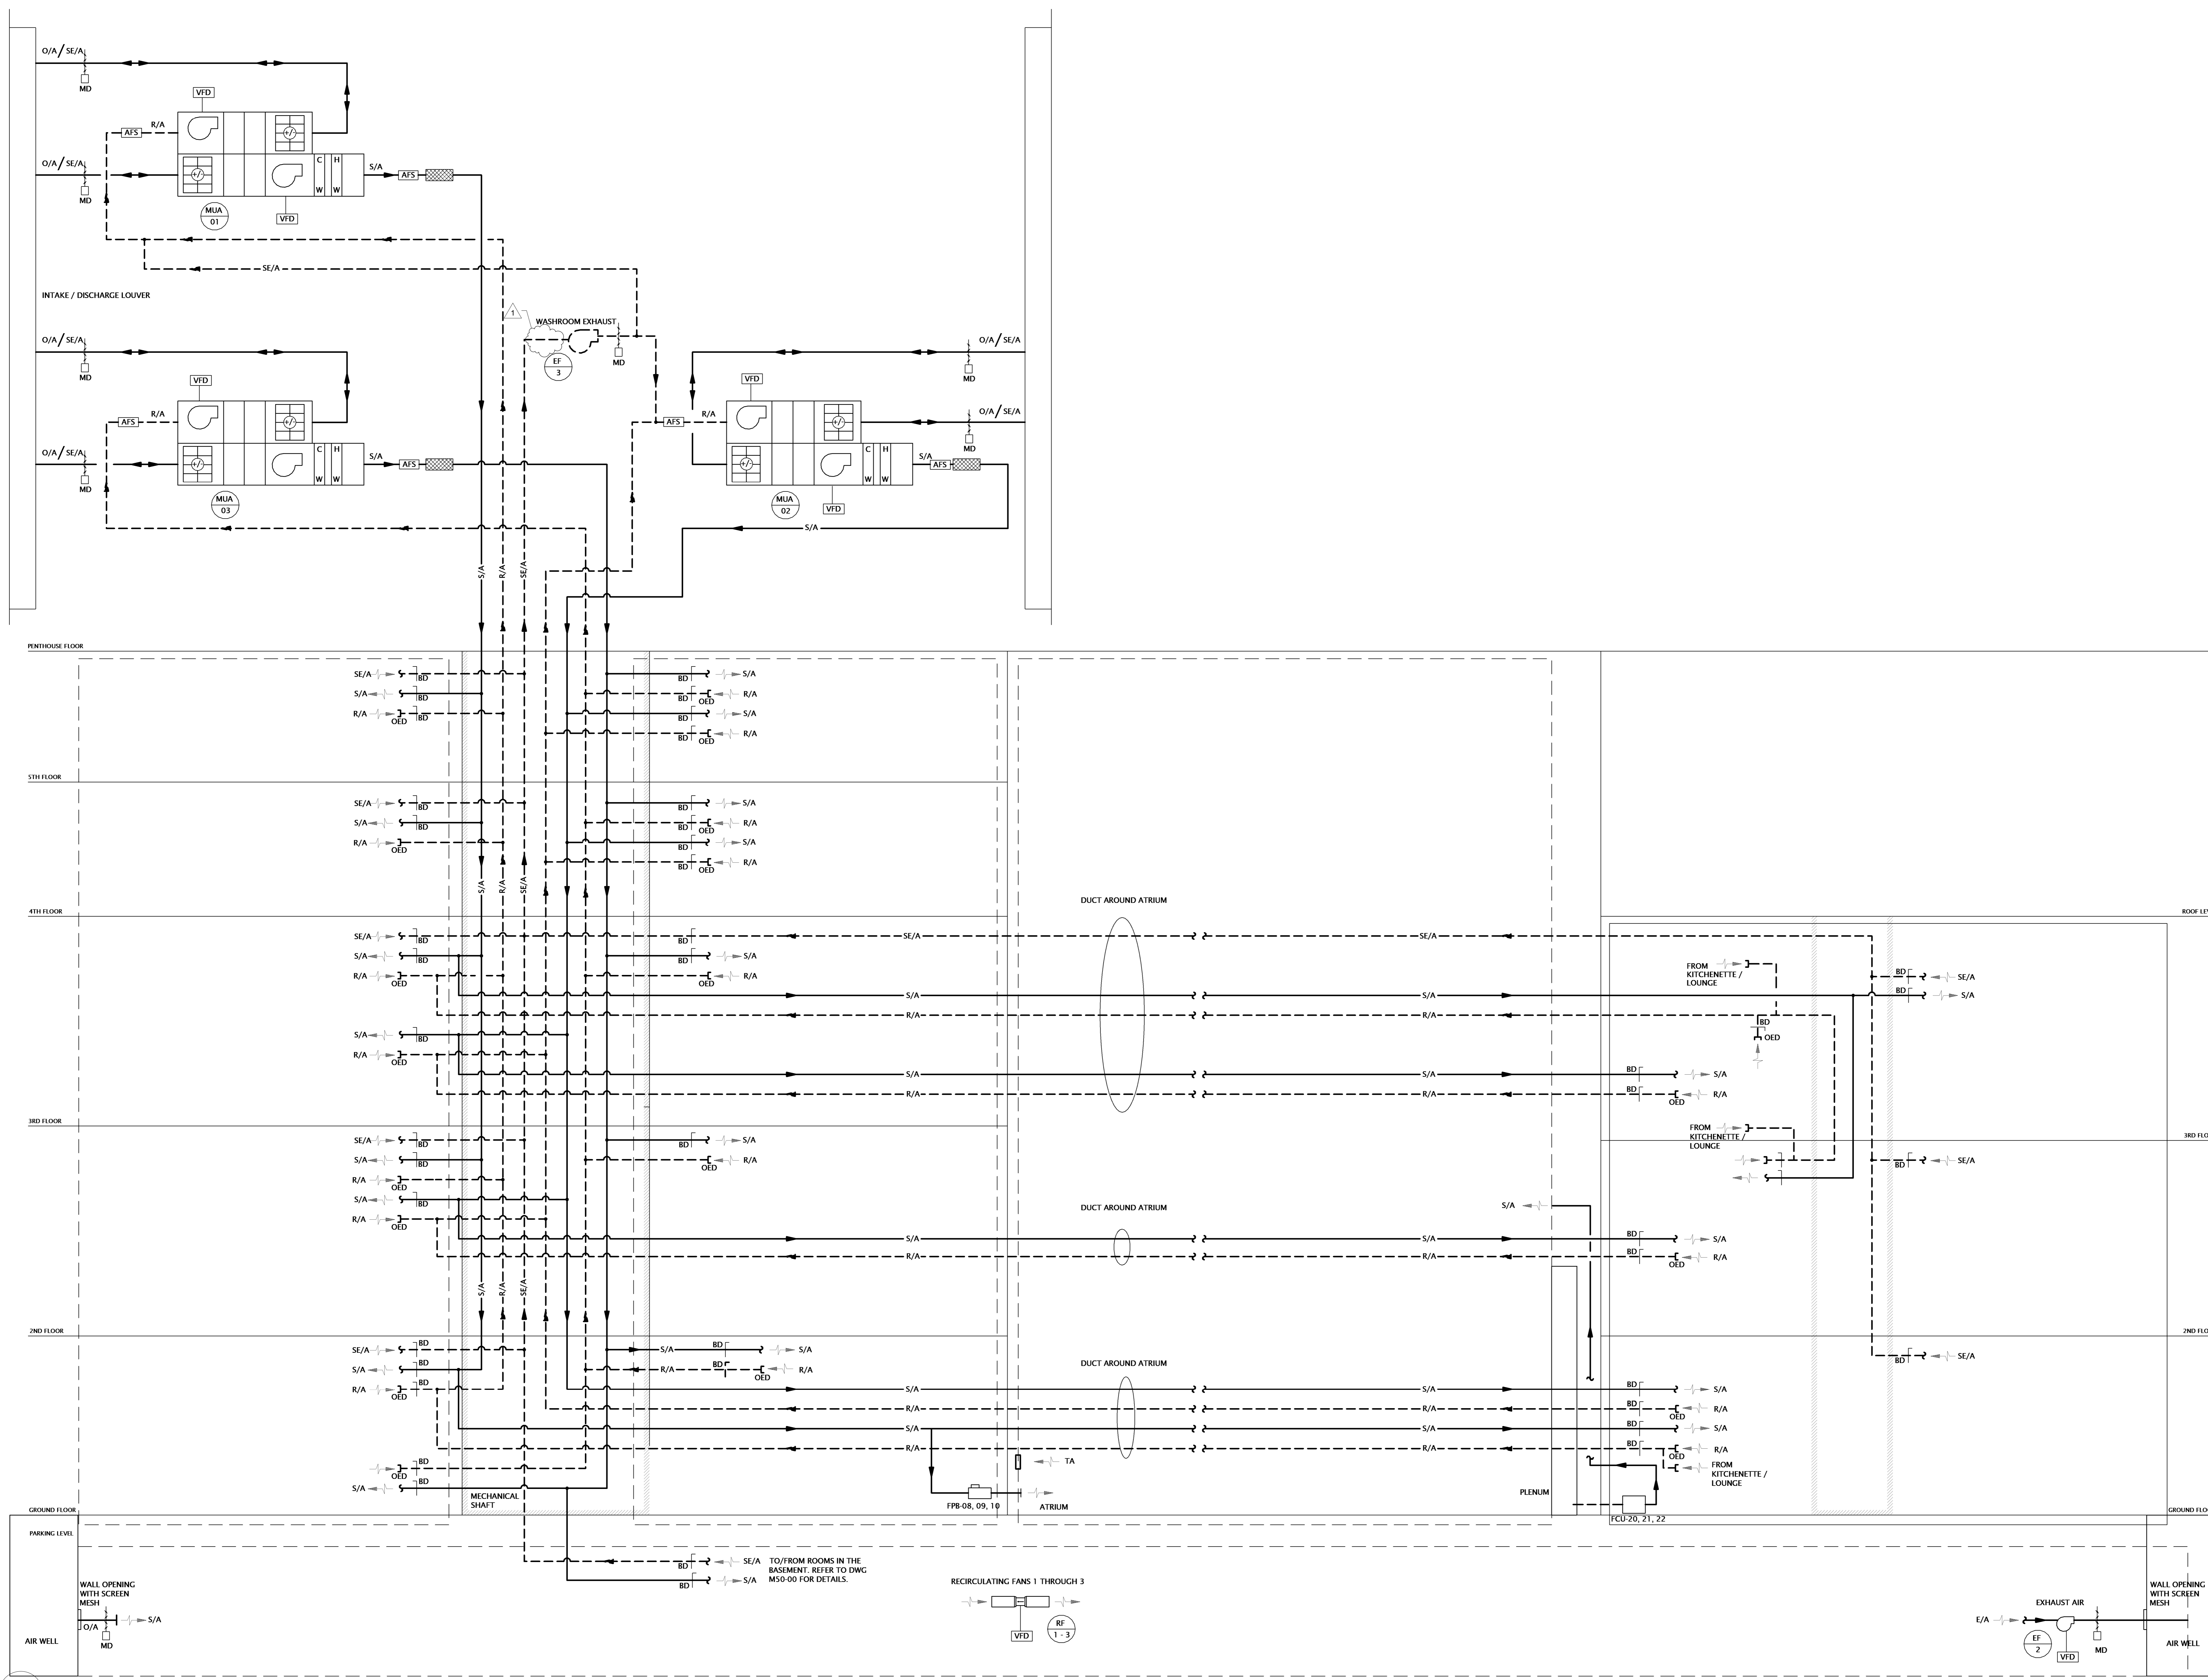 O/A/SE/A
MD
VFD
AFS
R/A
+/-
C
H
O/A/SE/A
MD
+/-
W
W
S/A
AFS
MUA
01
VFD
SE/A
INTAKE / DISCHARGE LOUVER
1
WASHROOM EXHAUST
EF
3
MD
O/A/SE/A
MD
VFD
AFS
R/A
+/-
C
H
O/A/SE/A
MD
+/-
W
W
S/A
AFS
MUA
03
O/A/SE/A
MD
VFD
AFS
R/A
+/-
O/A/SE/A
MD
+/-
C
H
W
W
S/A
AFS
MUA
02
VFD
S/A
S/A
R/A
SE/A
PENTHOUSE FLOOR
SE/A
BD
S/A
BD
R/A
OED
BD
BD
S/A
BD
OED
R/A
BD
S/A
BD
OED
R/A
5TH FLOOR
SE/A
BD
S/A
BD
R/A
OED
BD
S/A
BD
OED
R/A
BD
S/A
BD
OED
R/A
S/A
R/A
SE/A
DUCT AROUND ATRIUM
4TH FLOOR
ROOF LEV
SE/A
BD
BD
SE/A
SE/A
S/A
BD
BD
S/A
R/A
OED
BD
OED
R/A
FROM
KITCHENETTE /
LOUNGE
BD
SE/A
S/A
S/A
BD
S/A
R/A
R/A
BD
OED
S/A
BD
R/A
OED
S/A
S/A
BD
S/A
R/A
R/A
BD
OED
R/A
3RD FLOOR
FROM
KITCHENETTE /
LOUNGE
3RD FLO
SE/A
BD
BD
S/A
S/A
BD
OED
R/A
BD
SE/A
R/A
OED
S/A
BD
R/A
OED
DUCT AROUND ATRIUM
S/A
S/A
S/A
BD
S/A
R/A
R/A
BD
OED
R/A
S/A
R/A
SE/A
2ND FLOOR
2ND FLO
SE/A
BD
S/A
BD
S/A
BD
SE/A
S/A
BD
R/A
BD
OED
R/A
DUCT AROUND ATRIUM
R/A
OED
BD
S/A
S/A
BD
S/A
R/A
R/A
BD
OED
R/A
S/A
S/A
BD
S/A
R/A
R/A
BD
OED
R/A
TA
FROM
KITCHENETTE /
LOUNGE
OED
BD
S/A
BD
MECHANICAL
SHAFT
FPB-08, 09, 10
ATRIUM
PLENUM
FCU-20, 21, 22
GROUND FLOOR
GROUND FLO
PARKING LEVEL
BD
SE/A
BD
S/A
TO/FROM ROOMS IN THE
BASEMENT. REFER TO DWG
M50-00 FOR DETAILS.
RECIRCULATING FANS 1 THROUGH 3
VFD
RF
1 - 3
WALL OPENING
WITH SCREEN
MESH
O/A
MD
S/A
AIR WELL
EXHAUST AIR
E/A
EF
2
VFD
MD
WALL OPENING
WITH SCREEN
MESH
AIR WELL